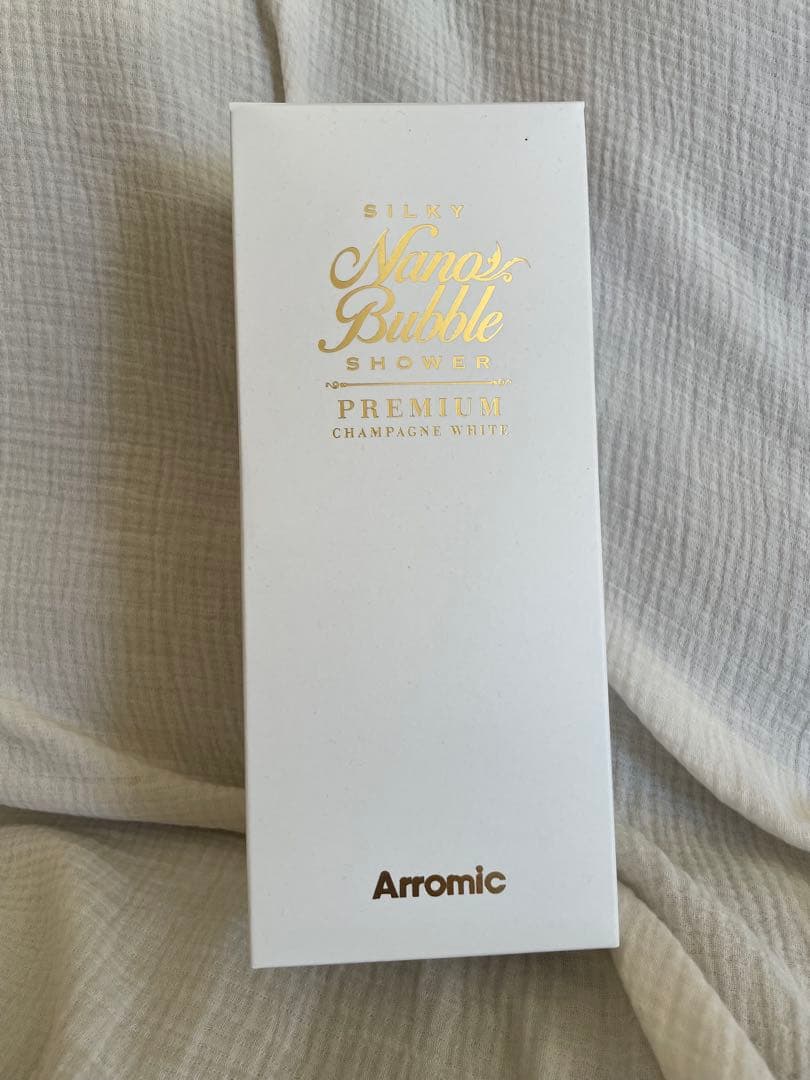 SILKY
Nano
Bubble
SHOWER
PREMIUM
CHAMPAGNE WHITE
Arromic